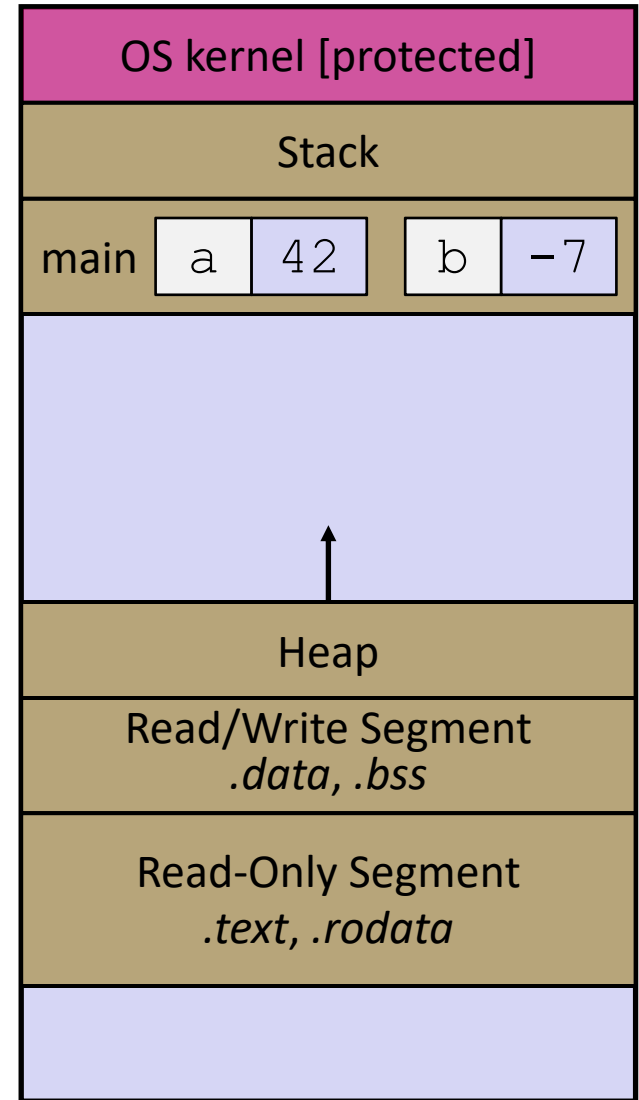 OS kernel [protected]
Stack
main a 42 b -7
Heap
Read/Write Segment
.data, .bss
Read-Only Segment
.text, .rodata